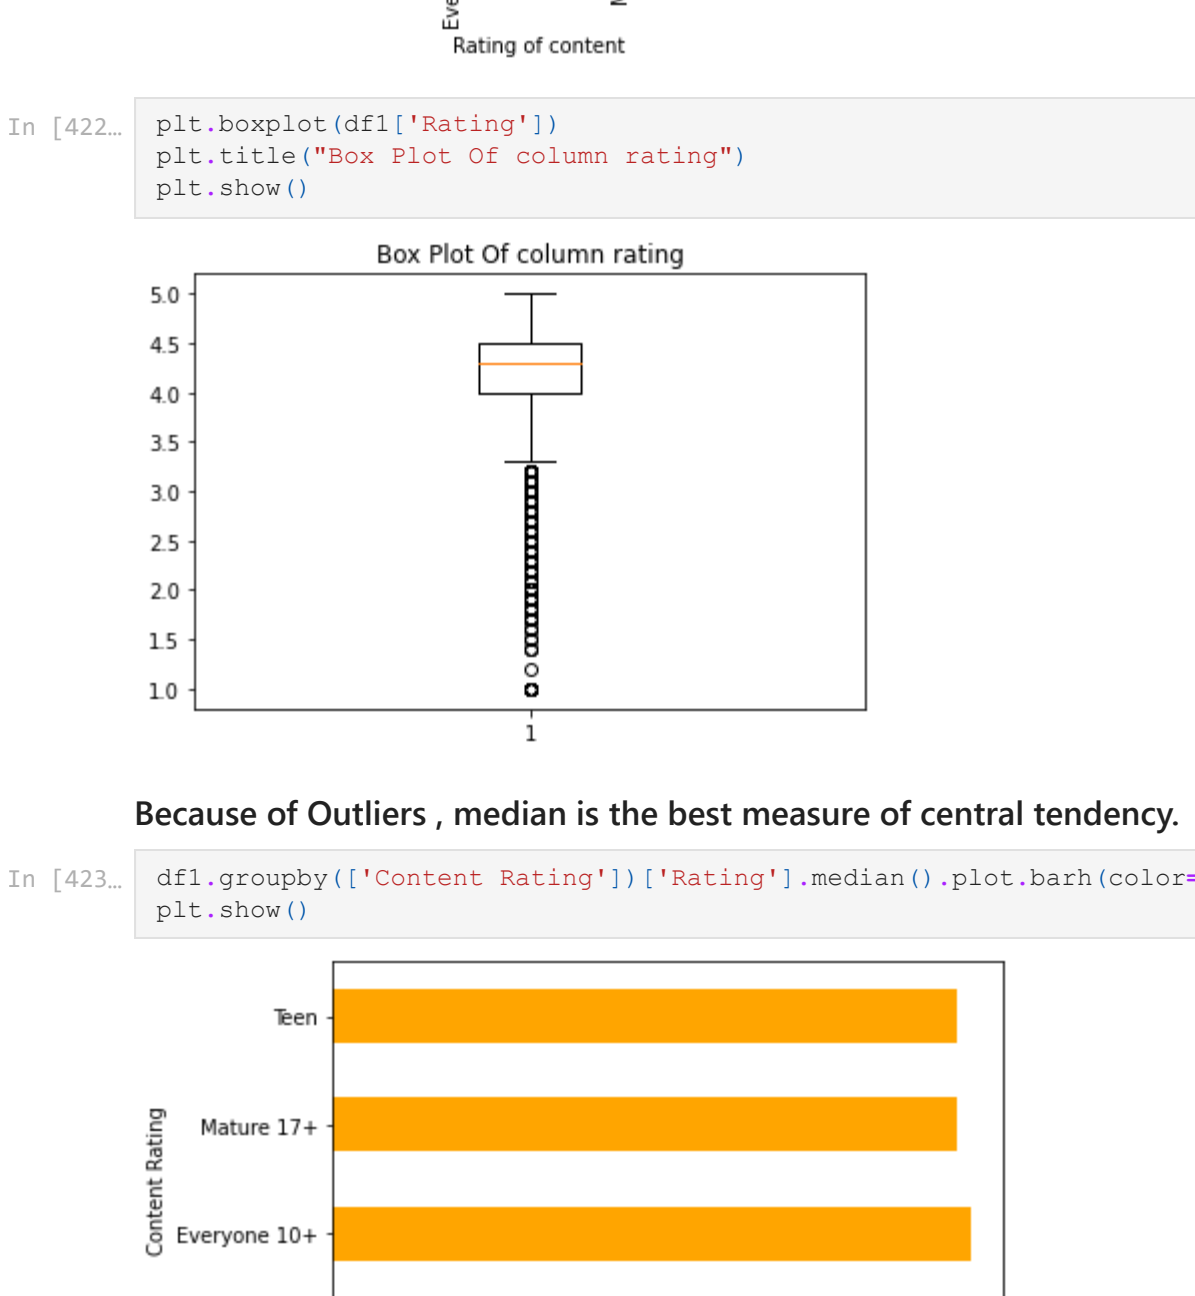 Eve
Rating of content
In [422…
plt.boxplot(df1['Rating'])
plt.title("Box Plot Of column rating")
plt.show()
Box Plot Of column rating
5.0
4.5
4.0
3.5
3.0
2.5
2.0
1.5
1.0
1
Because of Outliers , median is the best measure of central tendency.
In [423…
df1.groupby(['Content Rating'])['Rating'].median().plot.barh(color=
plt.show()
Teen
Mature 17+
Content Rating
Everyone 10+